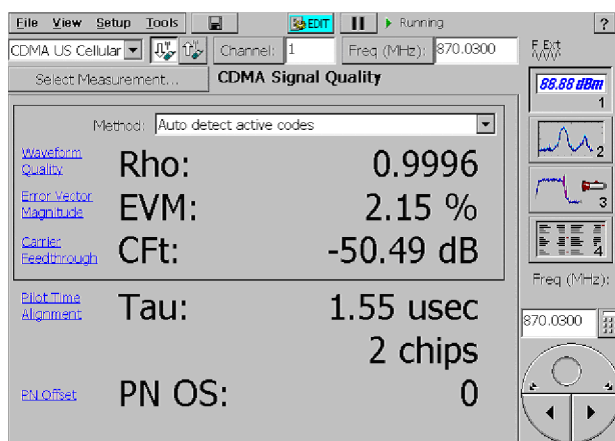 File View Setup Tools EDIT Running ?
CDMA US Cellular Channel: 1 Freq (MHz): 870.0300 F Ext
Select Measurement... CDMA Signal Quality
88.88 dBm
1
Method: Auto detect active codes
2
Waveform Quality Rho: 0.9996
Error Vector Magnitude EVM: 2.15 %
3
Carrier Feedthrough CFt: -50.49 dB
4
Freq (MHz):
Pilot Time Alignment Tau: 1.55 usec
870.0300
2 chips
PN Offset PN OS: 0